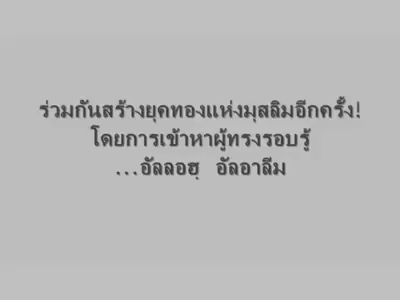 ร่วมกันสร้างยุคทองแห่งมุสลิมอีกครั้ง!
โดยการเข้าหาผู้ทรงรอบรู้
...อัลลอฮฺ อัลอาลีม